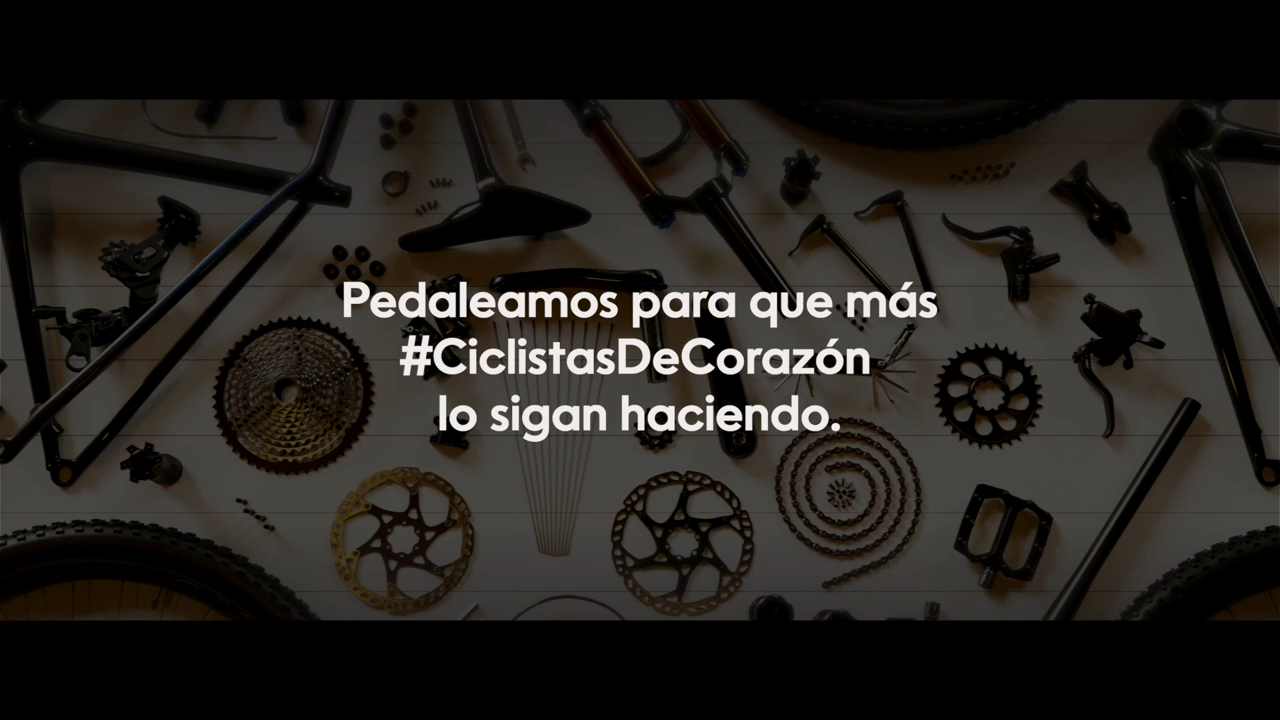 Pedaleamos para que más
#CiclistasDeCorazón
lo sigan haciendo.